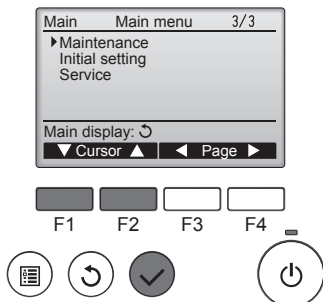 Main Main menu 3/3
Maintenance
Initial setting
Service
Main display:
Cursor Page
F1 F2 F3 F4